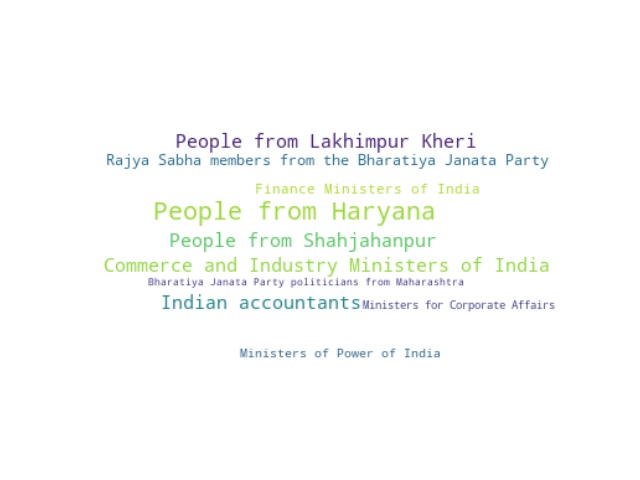 People from Lakhimpur Kheri
Rajya Sabha members from the Bharatiya Janata Party
Finance Ministers of India
People from Haryana
People from Shahjahanpur
Commerce and Industry Ministers of India
Bharatiya Janata Party politicians from Maharashtra
Indian accountants Ministers for Corporate Affairs
Ministers of Power of India